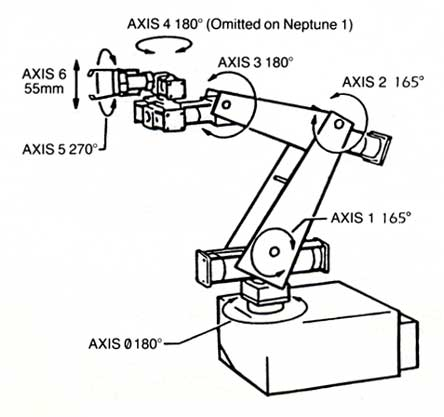 AXIS 4 180° (Omitted on Neptune 1)
AXIS 6
55mm
AXIS 3 180°
AXIS 2 165°
AXIS 5 270°
AXIS 1 165°
AXIS 0 180°